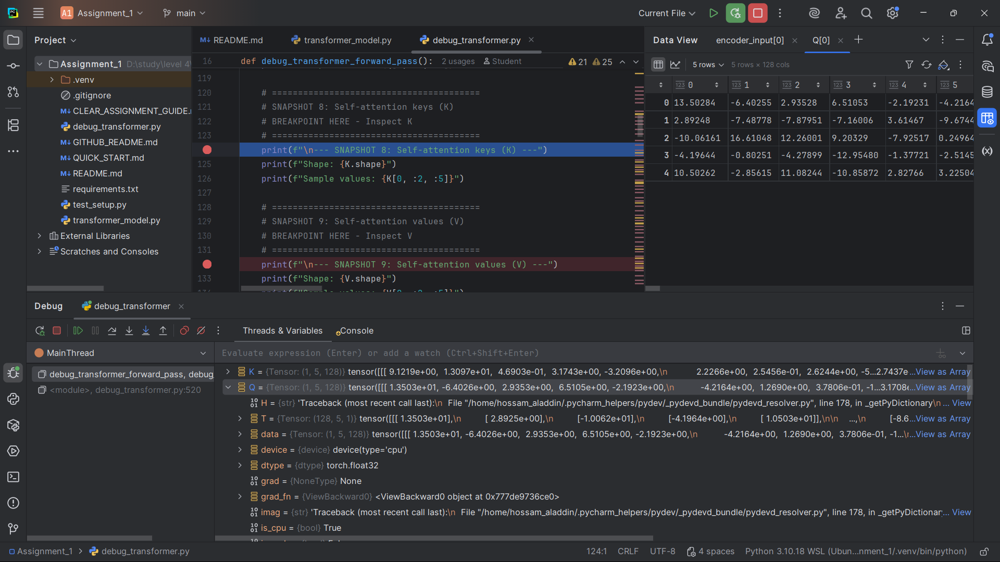 PC
A1 Assignment_1
main
Current File
Project
M↓ README.md
transformer_model.py
debug_transformer.py
Data View
encoder_input[0]
Q[0]
Assignment_1 D:\study\level 4\
.venv
.gitignore
M↓ CLEAR_ASSIGNMENT_GUIDE.
debug_transformer.py
M↓ GITHUB_README.md
M↓ QUICK_START.md
M↓ README.md
requirements.txt
test_setup.py
transformer_model.py
External Libraries
Scratches and Consoles
16 def debug_transformer_forward_pass(): 2 usages Student
21 25
119
120 # ========================================
121 # SNAPSHOT 8: Self-attention keys (K)
122 # BREAKPOINT HERE - Inspect K
123 # ========================================
print(f"\n--- SNAPSHOT 8: Self-attention keys (K) ---")
125 print(f"Shape: {K.shape}")
126 print(f"Sample values: {K[0, :2, :5]}")
127
128 # ========================================
129 # SNAPSHOT 9: Self-attention values (V)
130 # BREAKPOINT HERE - Inspect V
131 # ========================================
print(f"\n--- SNAPSHOT 9: Self-attention values (V) ---")
133 print(f"Shape: {V.shape}")
5 rows 5 rows × 128 cols
123 0 123 1 123 2 123 3 123 4 123 5
0 13.50284 -6.40255 2.93528 6.51053 -2.19231 -4.2164
1 2.89248 -7.48778 -7.87951 -7.16006 3.61467 -9.6744
2 -10.06161 16.61048 12.26001 9.20329 -7.92517 0.24964
3 -4.19644 -0.80251 -4.27899 -12.95480 -1.37721 -2.5145
4 10.50262 -2.85615 11.08244 -10.85872 2.82766 3.22504
Debug
debug_transformer
Threads & Variables
Console
MainThread
Evaluate expression (Enter) or add a watch (Ctrl+Shift+Enter)
debug_transformer_forward_pass, debug_
<module>, debug_transformer.py:520
K = {Tensor: (1, 5, 128)} tensor([[[ 9.1219e+00, 1.3097e+01, 4.6903e-01, 3.1743e+00, -3.2096e+00,\n 2.2266e+00, 2.5456e-01, 2.6244e+00, -5...2.7437e...View as Array
Q = {Tensor: (1, 5, 128)} tensor([[[ 1.3503e+01, -6.4026e+00, 2.9353e+00, 6.5105e+00, -2.1923e+00,\n -4.2164e+00, 1.2690e+00, 3.7806e-01, -1...3.1708e...View as Array
H = {str} 'Traceback (most recent call last):\n File "/home/hossam_aladdin/.pycharm_helpers/pydev/_pydevd_bundle/pydevd_resolver.py", line 178, in _getPyDictionary\n ... View
T = {Tensor: (128, 5, 1)} tensor([[[ 1.3503e+01],\n [ 2.8925e+00],\n [-1.0062e+01],\n [-4.1964e+00],\n [ 1.0503e+01]],\n\n ...,\n [-8.6...View as Array
data = {Tensor: (1, 5, 128)} tensor([[[ 1.3503e+01, -6.4026e+00, 2.9353e+00, 6.5105e+00, -2.1923e+00,\n -4.2164e+00, 1.2690e+00, 3.7806e-01, -1...\r...View as Array
device = {device} device(type='cpu')
dtype = {dtype} torch.float32
grad = {NoneType} None
grad_fn = {ViewBackward0} <ViewBackward0 object at 0x777de9736ce0>
imag = {str} 'Traceback (most recent call last):\n File "/home/hossam_aladdin/.pycharm_helpers/pydev/_pydevd_bundle/pydevd_resolver.py", line 178, in _getPyDictionar... View
is_cpu = {bool} True
Assignment_1 > debug_transformer.py
124:1 CRLF UTF-8 4 spaces Python 3.10.18 WSL (Ubun...nment_1/.venv/bin/python)